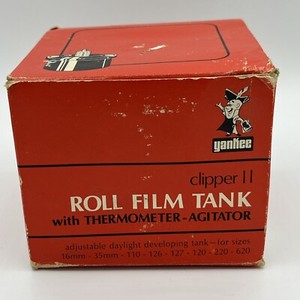 yankee
clipper II
ROLL FILM TANK
with THERMOMETER-AGITATOR
adjustable daylight developing tank-for sizes
16mm - 35mm - 110 - 126 - 127 - 120 - 220 - 620